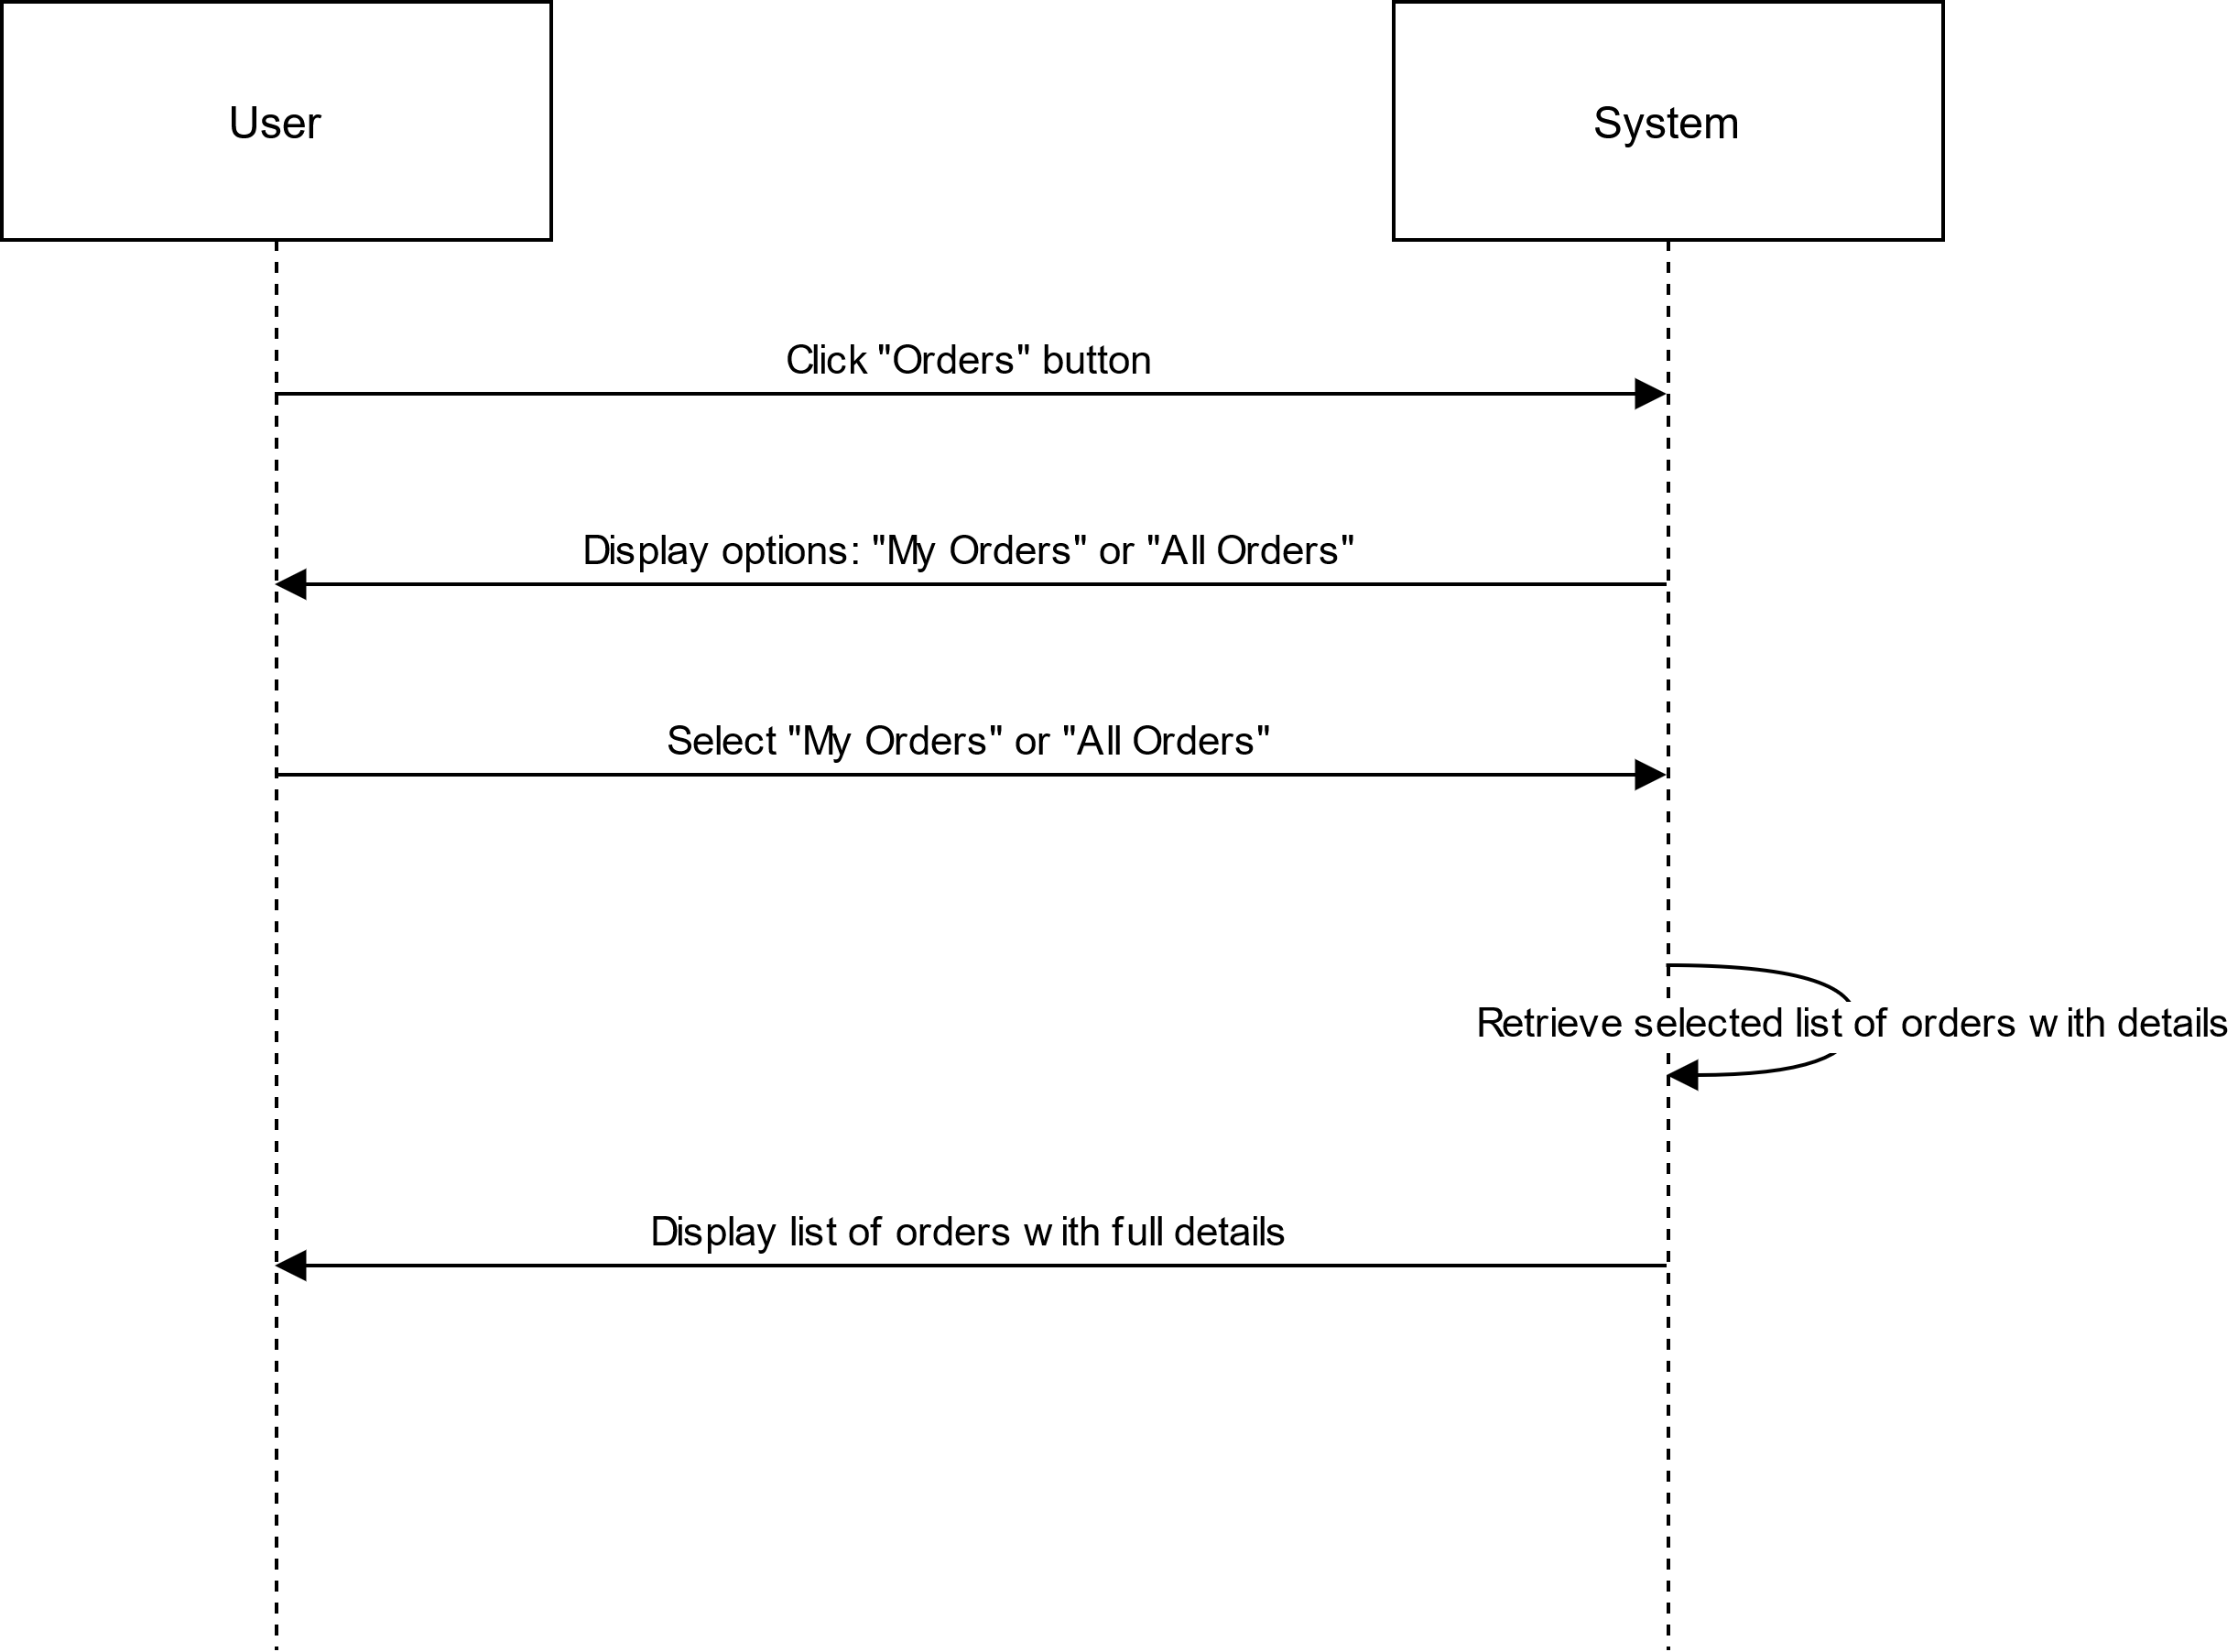 User
System
Click "Orders" button
Display options: "My Orders" or "All Orders"
Select "My Orders" or "All Orders"
Retrieve selected list of orders with details
Display list of orders with full details